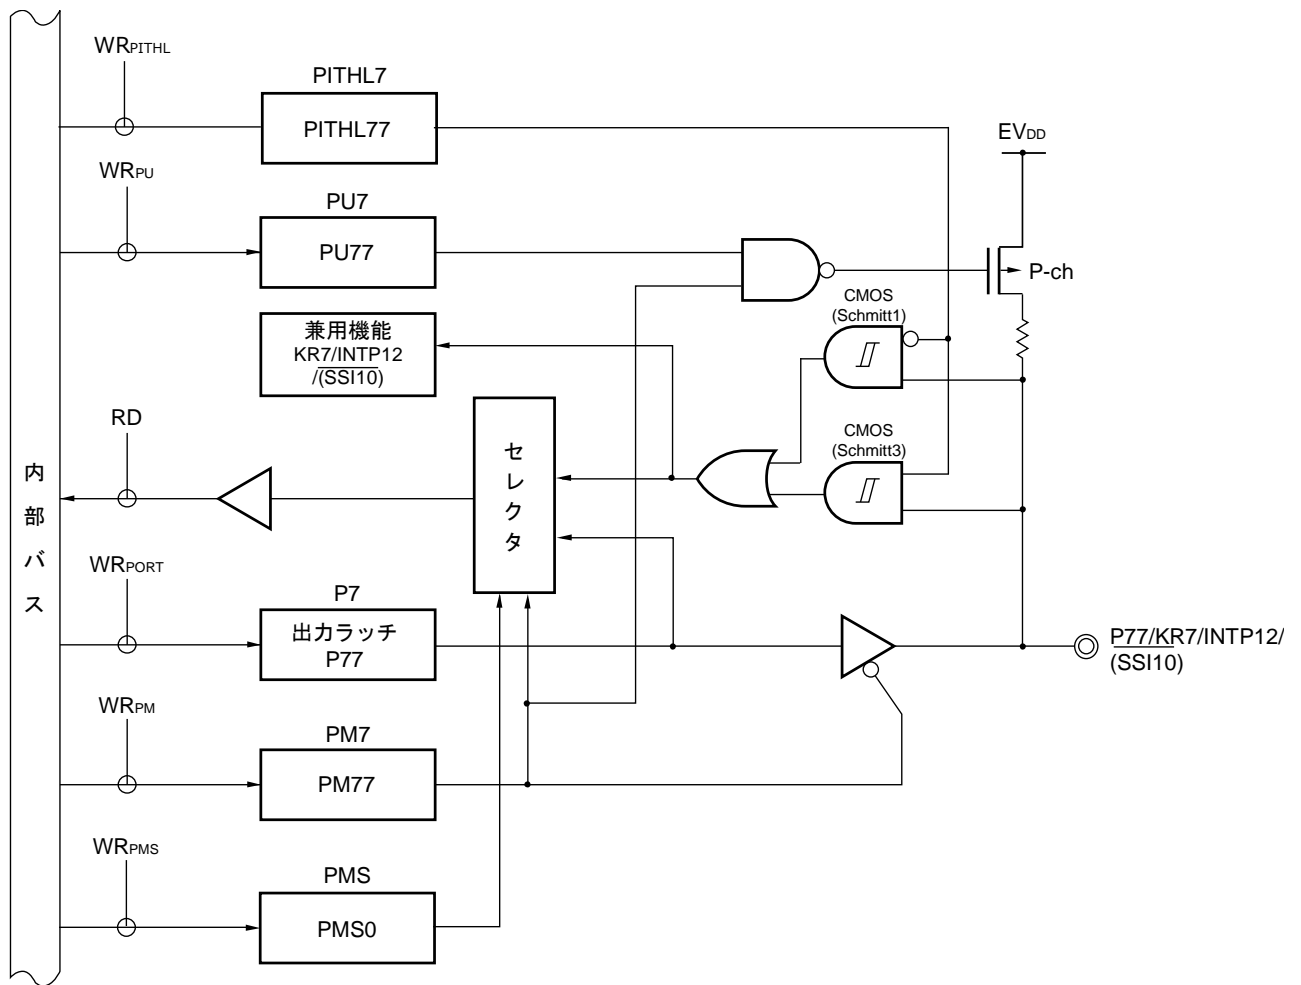 WRPITHL
PITHL7
PITHL77
EVDD
WRPU
PU7
PU77
P-ch
CMOS
(Schmitt1)
兼用機能
KR7/INTP12
/(SSI10)
RD
セレクタ
CMOS
(Schmitt3)
内部バス
WRPORT
P7
出力ラッチ
P77
P77/KR7/INTP12/
(SSI10)
WRPM
PM7
PM77
WRPMS
PMS
PMS0